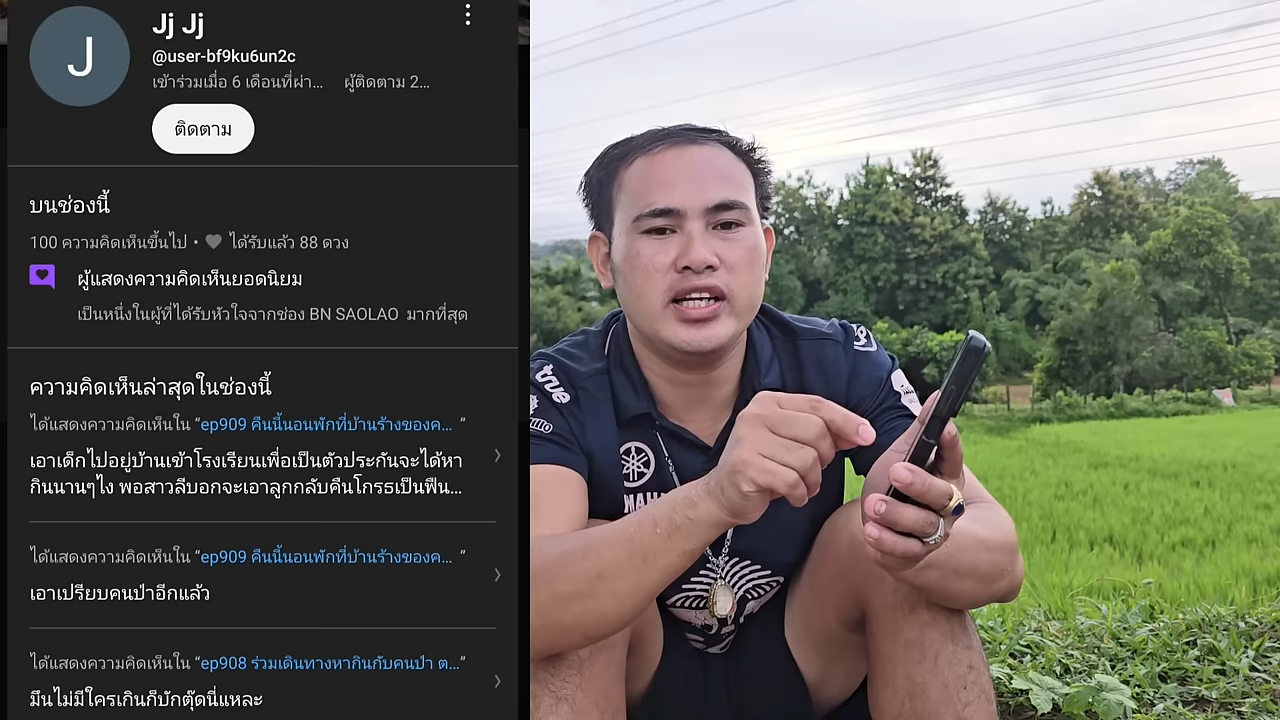 J
Jj Jj
@user-bf9ku6un2c
เข้าร่วมเมื่อ 6 เดือนที่ผ่า... ผู้ติดตาม 2...
ติดตาม
บนช่องนี้
100 ความคิดเห็นขึ้นไป • ได้รับแล้ว 88 ดวง
ผู้แสดงความคิดเห็นยอดนิยม
เป็นหนึ่งในผู้ที่ได้รับหัวใจจากช่อง BN SAOLAO มากที่สุด
ความคิดเห็นล่าสุดในช่องนี้
ได้แสดงความคิดเห็นใน “ep909 คืนนี้นอนพักที่บ้านร้างของค... ”
เอาเด็กไปอยู่บ้านเข้าโรงเรียนเพื่อเป็นตัวประกันจะได้หา
กินนานๆไง พอสาวลีบอกจะเอาลูกกลับคืนโกรธเป็นฟืน...
ได้แสดงความคิดเห็นใน “ep909 คืนนี้นอนพักที่บ้านร้างของค... ”
เอาเปรียบคนป่าอีกแล้ว
ได้แสดงความคิดเห็นใน “ep908 ร่วมเดินทางหากินกับคนป่า ต...”
มึนไม่มีใครเกินก็บักตุ๊ดนี่แหละ
true